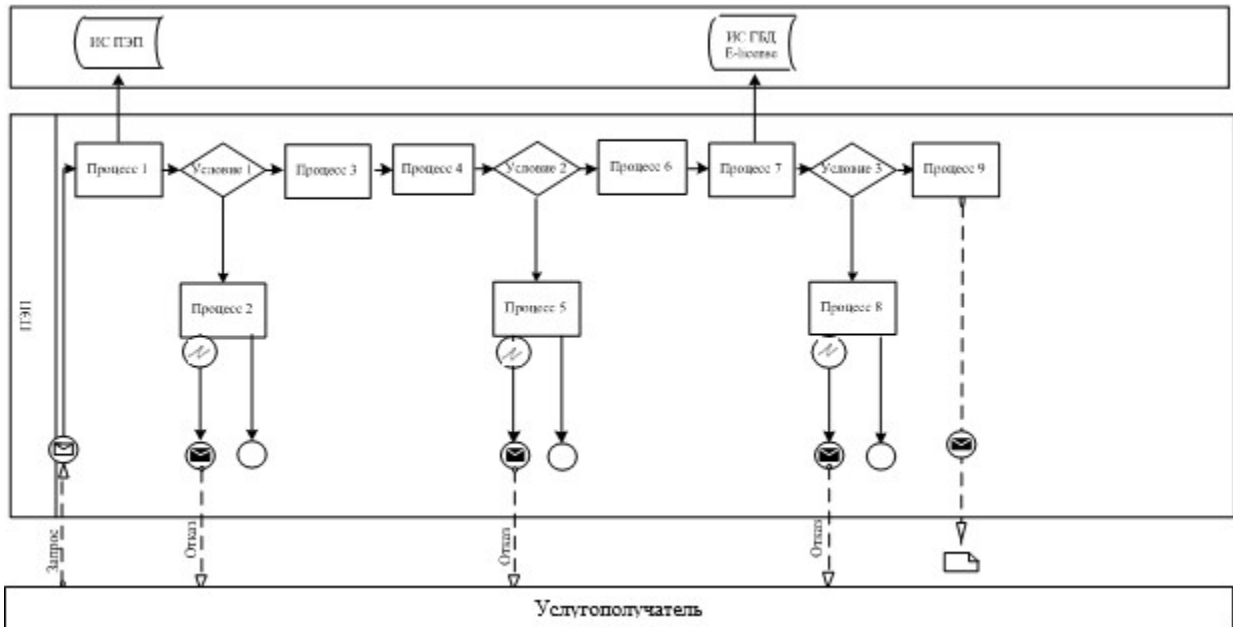 ИС ПЭП
ИС ГБД
E-license
Процесс 1
Условие 1
Процесс 3
Процесс 4
Условие 2
Процесс 6
Процесс 7
Условие 3
Процесс 9
ПЭП
Процесс 2
Процесс 5
Процесс 8
Запрос
Отказ
Отказ
Отказ
Услугополучатель